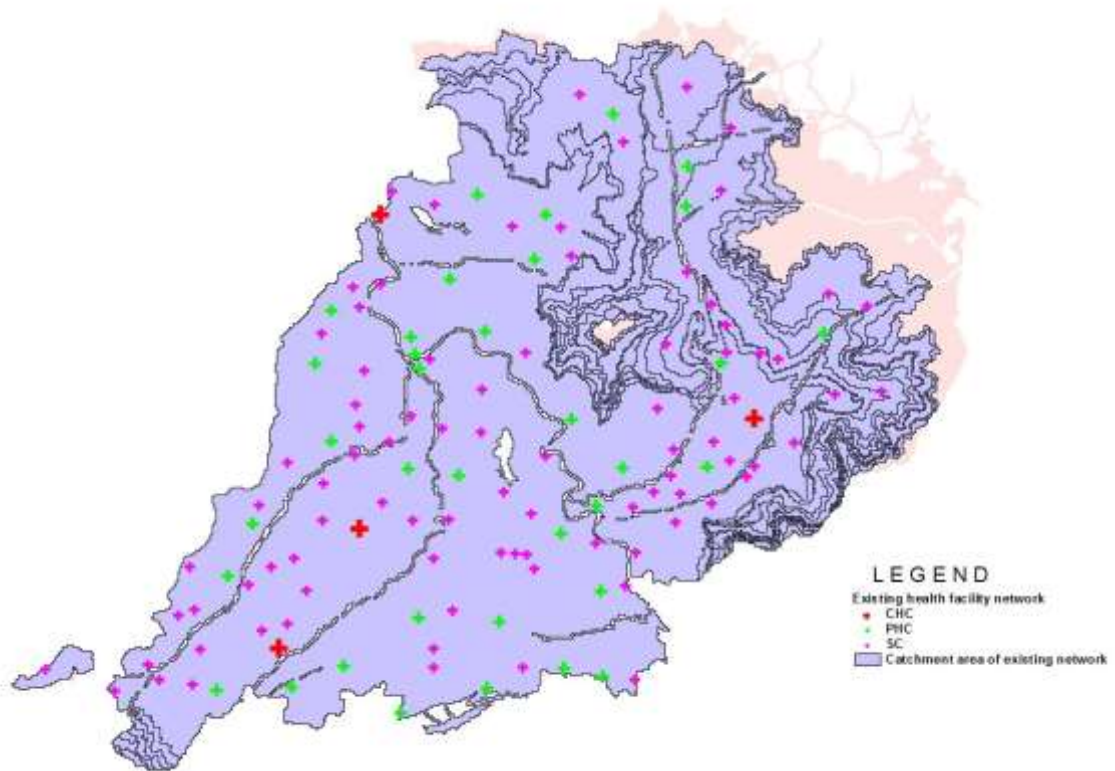 LEGEND
Existing health facility network
CHC
PHC
SC
Catchment area of existing network